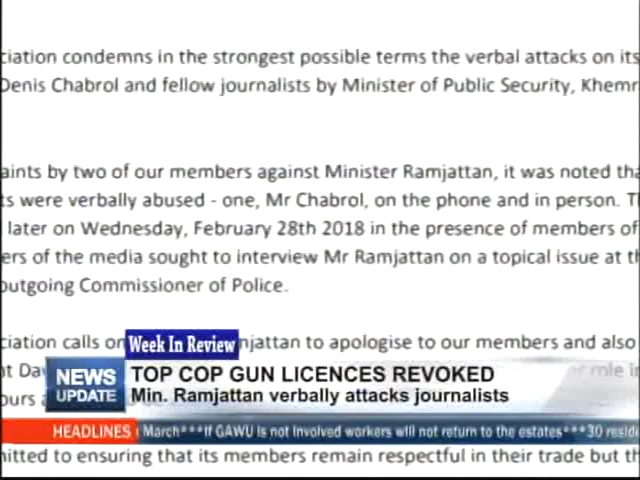 ciation condemns in the strongest possible terms the verbal attacks on its
Denis Chabrol and fellow journalists by Minister of Public Security, Khemr
aints by two of our members against Minister Ramjattan, it was noted tha
ts were verbally abused - one, Mr Chabrol, on the phone and in person. T
later on Wednesday, February 28th 2018 in the presence of members of
ers of the media sought to interview Mr Ramjattan on a topical issue at th
outgoing Commissioner of Police.
ciation calls on njattan to apologise to our members and also
Week In Review
NEWS UPDATE
TOP COP GUN LICENCES REVOKED
Min. Ramjattan verbally attacks journalists
ours a
HEADLINES March***If GAWU is not involved workers will not return to the estates***30 reside
nitted to ensuring that its members remain respectful in their trade but th